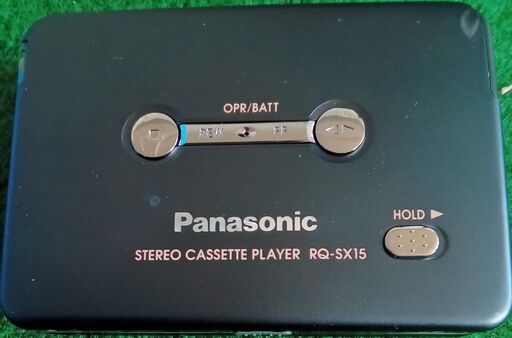 OPR/BATT
REW FF
Panasonic
HOLD
STEREO CASSETTE PLAYER RQ-SX15